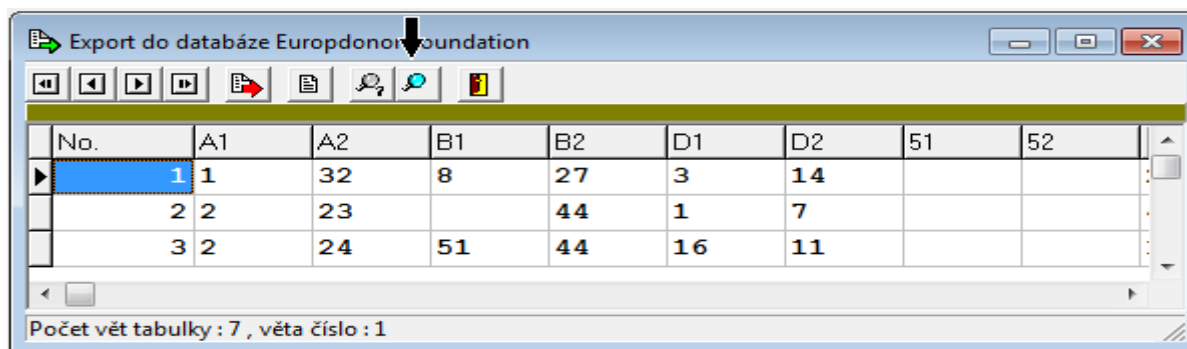 Export do databáze Europdonor oundation
No. A1 A2 B1 B2 D1 D2 51 52
1 1 32 8 27 3 14
2 2 23 44 1 7
3 2 24 51 44 16 11
Počet vět tabulky : 7 , věta číslo : 1